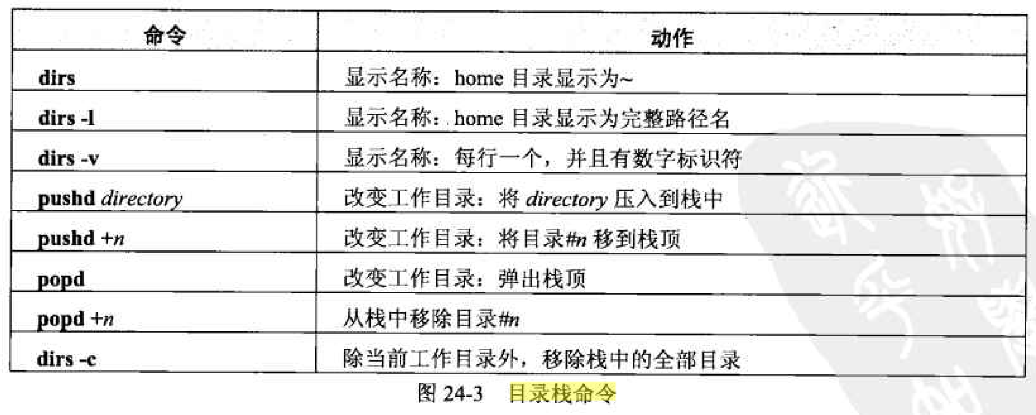 命令 动作
dirs 显示名称：home 目录显示为~
dirs -l 显示名称：home 目录显示为完整路径名
dirs -v 显示名称：每行一个，并且有数字标识符
pushd directory 改变工作目录：将 directory 压入到栈中
pushd +n 改变工作目录：将目录#n 移到栈顶
popd 改变工作目录：弹出栈顶
popd +n 从栈中移除目录#n
dirs -c 除当前工作目录外，移除栈中的全部目录
图 24-3 目录栈命令